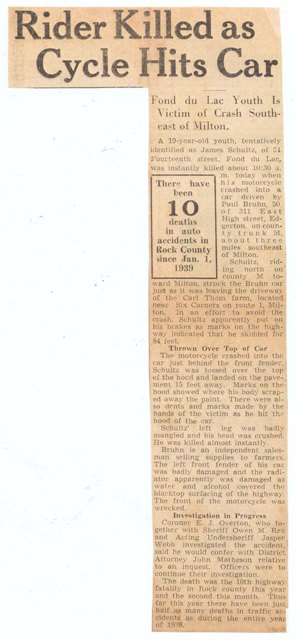 Rider Killed as
Cycle Hits Car
Fond du Lac Youth Is
Victim of Crash South-
east of Milton.
A 19-year-old youth, tentatively
identified as James Schultz, of 51
Fourteenth street, Fond du Lac,
was instantly killed about 10:30 a.
m. today when
his motorcycle
crashed into a
car driven by
Paul Bruhn, 50
of 311 East
High street, Ed-
gerton, on coun-
ty trunk M,
about three
miles southeast
of Milton.
There have
been
10
deaths
in auto
accidents in
Rock County
since Jan. 1,
1939
Schultz, rid-
ing north on
county M to-
ward Milton, struck the Bruhn car
just as it was leaving the driveway
of the Carl Thom farm, located
near Six Corners on route 1, Mil-
ton. In an effort to avoid the
crash, Schultz apparently put on
his brakes as marks on the high-
way indicated that he skidded for
84 feet.
Thrown Over Top of Car
The motorcycle crashed into the
car just behind the front fender.
Schultz was tossed over the top
of the hood and landed on the pave-
ment 15 feet away. Marks on the
hood showed where his body scrap-
ed away the paint. There were al-
so dents and marks made by the
hands of the victim as he hit the
hood of the car.
Schultz' left leg was badly
mangled and his head was crushed.
He was killed almost instantly.
Bruhn is an independent sales-
man selling supplies to farmers.
The left front fender of his car
was badly damaged and the radi-
ator apparently was damaged as
water and alcohol covered the
blacktop surfacing of the highway.
The front of the motorcycle was
wrecked.
Investigation in Progress
Coroner E. J. Overton, who to-
gether with Sheriff Owen M. Rex
and Acting Undersheriff Jasper
Webb investigated the accident,
said he would confer with District
Attorney John Matheson relative
to an inquest. Officers were to
continue their investigation.
The death was the 10th highway
fatality in Rock county this year
and the second this month. Thus
far this year there have been just
half as many deaths in traffic acci-
dents as during the entire year
of 1938.